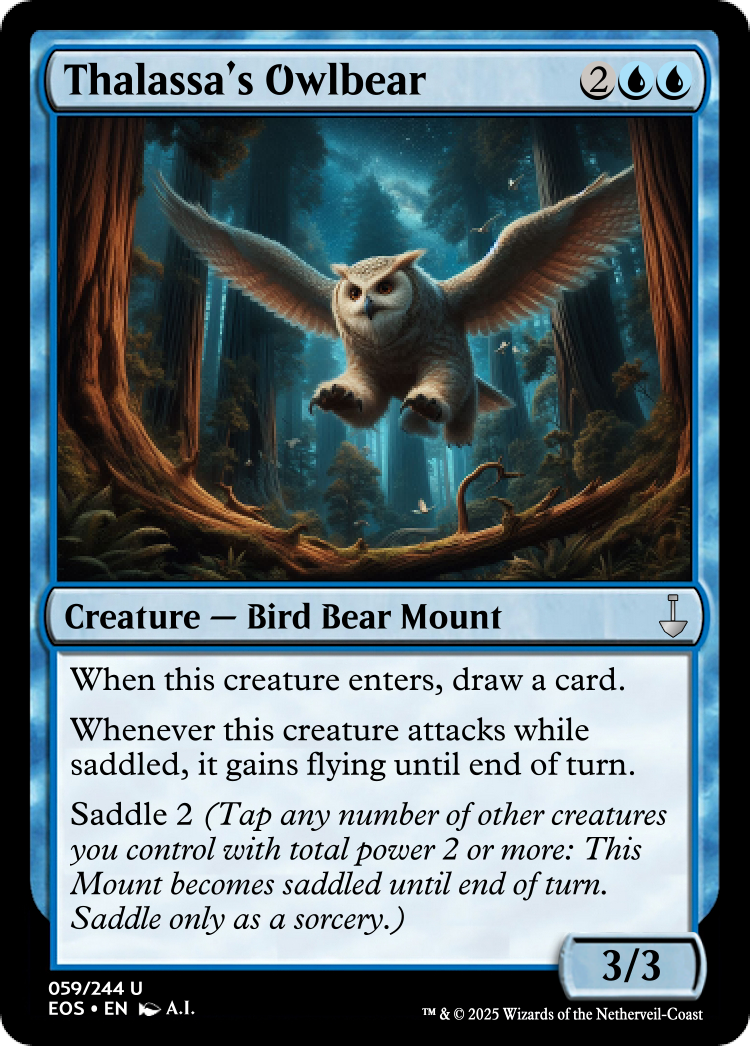 Thalassa's Owlbear 2
Creature — Bird Bear Mount
When this creature enters, draw a card.
Whenever this creature attacks while
saddled, it gains flying until end of turn.
Saddle 2 (Tap any number of other creatures
you control with total power 2 or more: This
Mount becomes saddled until end of turn.
Saddle only as a sorcery.)
3/3
059/244 U
EOS • EN A.I.
™ & © 2025 Wizards of the Netherveil-Coast